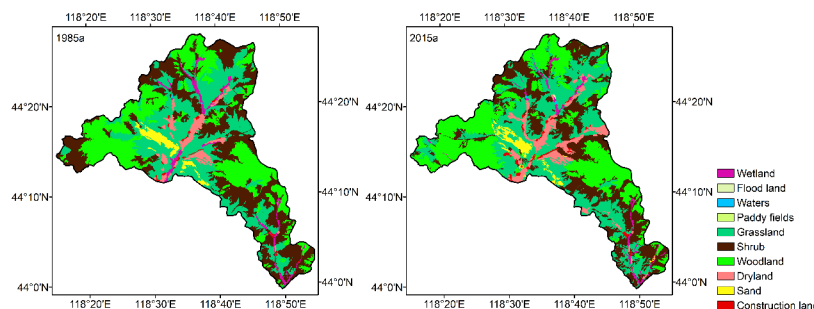 118°20'E 118°30'E 118°40'E 118°50'E
118°20'E 118°30'E 118°40'E 118°50'E
1985a
2015a
44°20'N
44°20'N
44°20'N
44°20'N
44°10'N
44°10'N
44°10'N
44°10'N
44°0'N
44°0'N
44°0'N
44°0'N
118°20'E 118°30'E 118°40'E 118°50'E
118°20'E 118°30'E 118°40'E 118°50'E
Wetland
Flood land
Waters
Paddy fields
Grassland
Shrub
Woodland
Dryland
Sand
Construction land